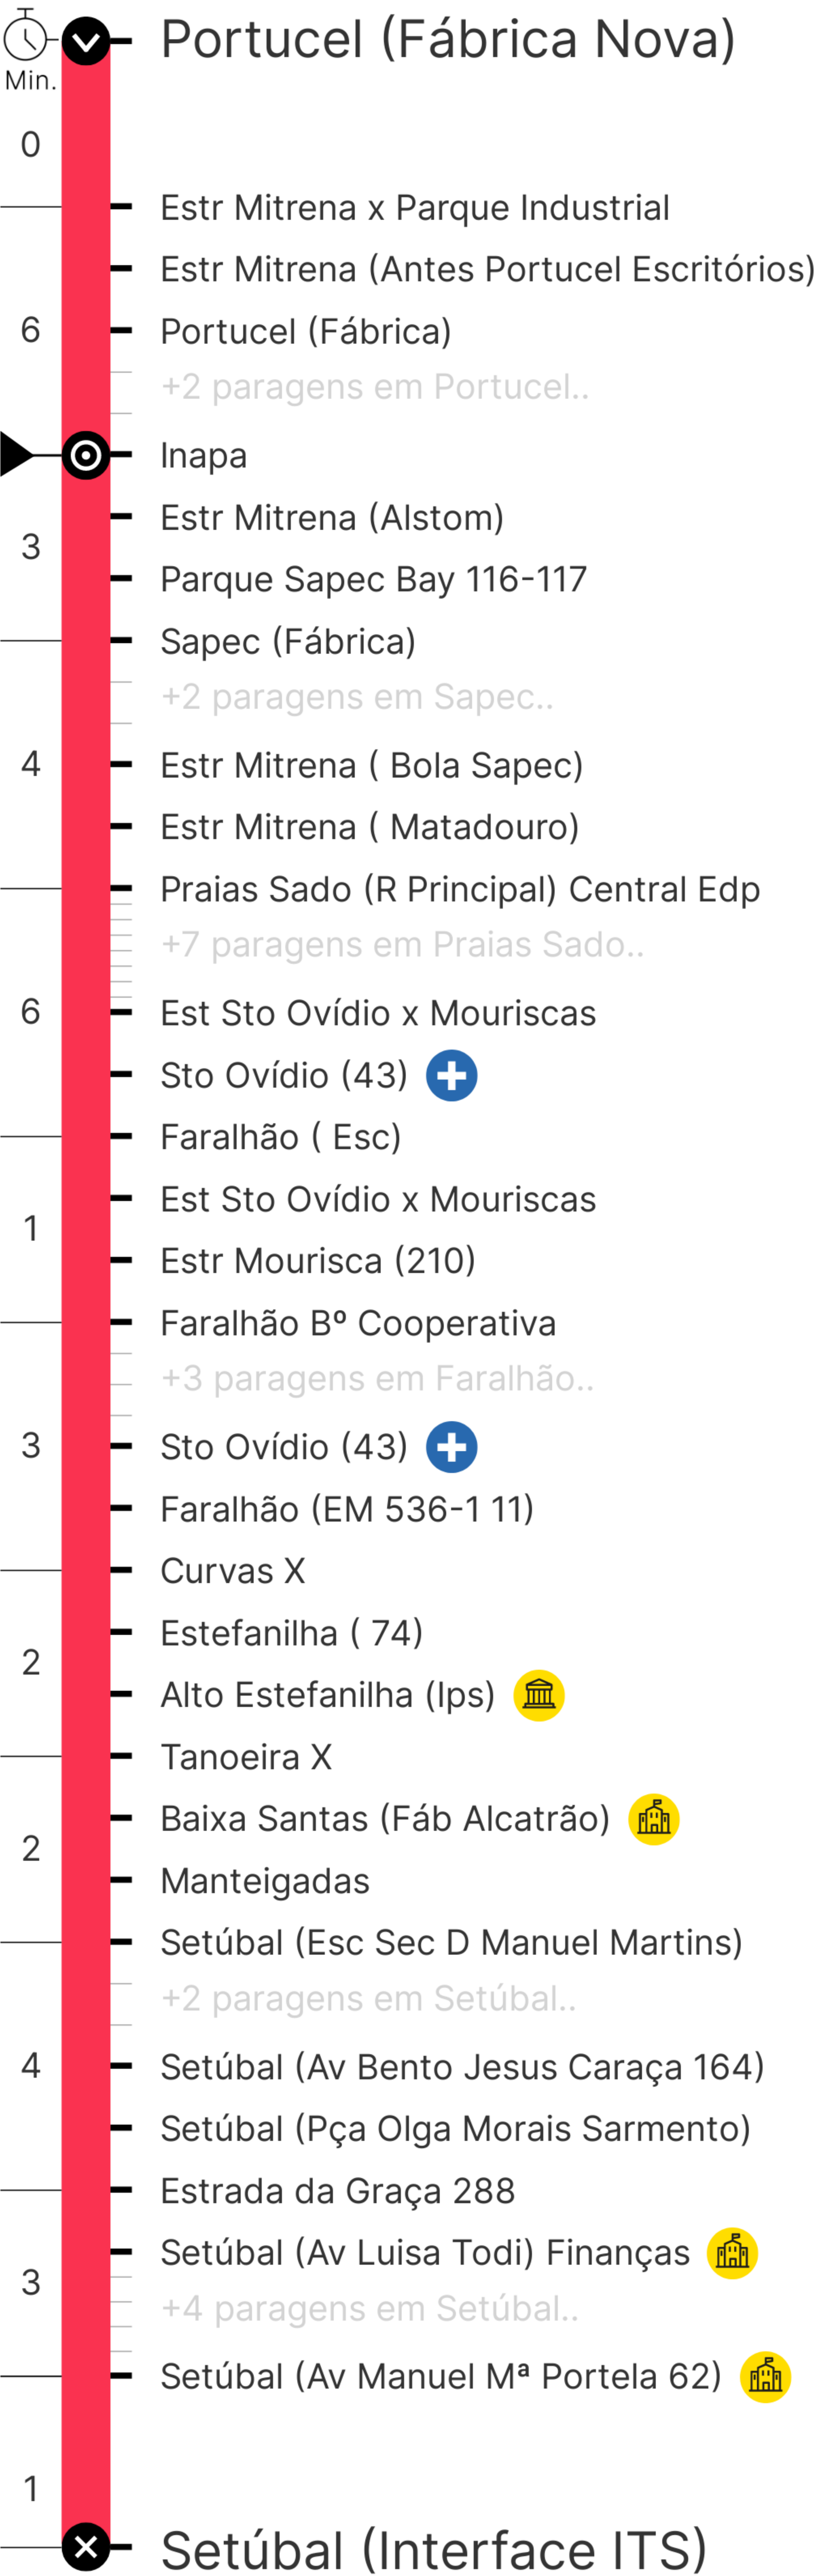 Portucel (Fábrica Nova)
Min.
0
Estr Mitrena x Parque Industrial
Estr Mitrena (Antes Portucel Escritórios)
6
Portucel (Fábrica)
+2 paragens em Portucel..
Inapa
Estr Mitrena (Alstom)
3
Parque Sapec Bay 116-117
Sapec (Fábrica)
+2 paragens em Sapec..
4
Estr Mitrena ( Bola Sapec)
Estr Mitrena ( Matadouro)
Praias Sado (R Principal) Central Edp
+7 paragens em Praias Sado..
6
Est Sto Ovídio x Mouriscas
Sto Ovídio (43)
Faralhão ( Esc)
Est Sto Ovídio x Mouriscas
1
Estr Mourisca (210)
Faralhão Bº Cooperativa
+3 paragens em Faralhão..
3
Sto Ovídio (43)
Faralhão (EM 536-1 11)
Curvas X
Estefanilha ( 74)
2
Alto Estefanilha (Ips)
Tanoeira X
Baixa Santas (Fáb Alcatrão)
2
Manteigadas
Setúbal (Esc Sec D Manuel Martins)
+2 paragens em Setúbal..
4
Setúbal (Av Bento Jesus Caraça 164)
Setúbal (Pça Olga Morais Sarmento)
Estrada da Graça 288
Setúbal (Av Luisa Todi) Finanças
3
+4 paragens em Setúbal..
Setúbal (Av Manuel Mª Portela 62)
1
Setúbal (Interface ITS)